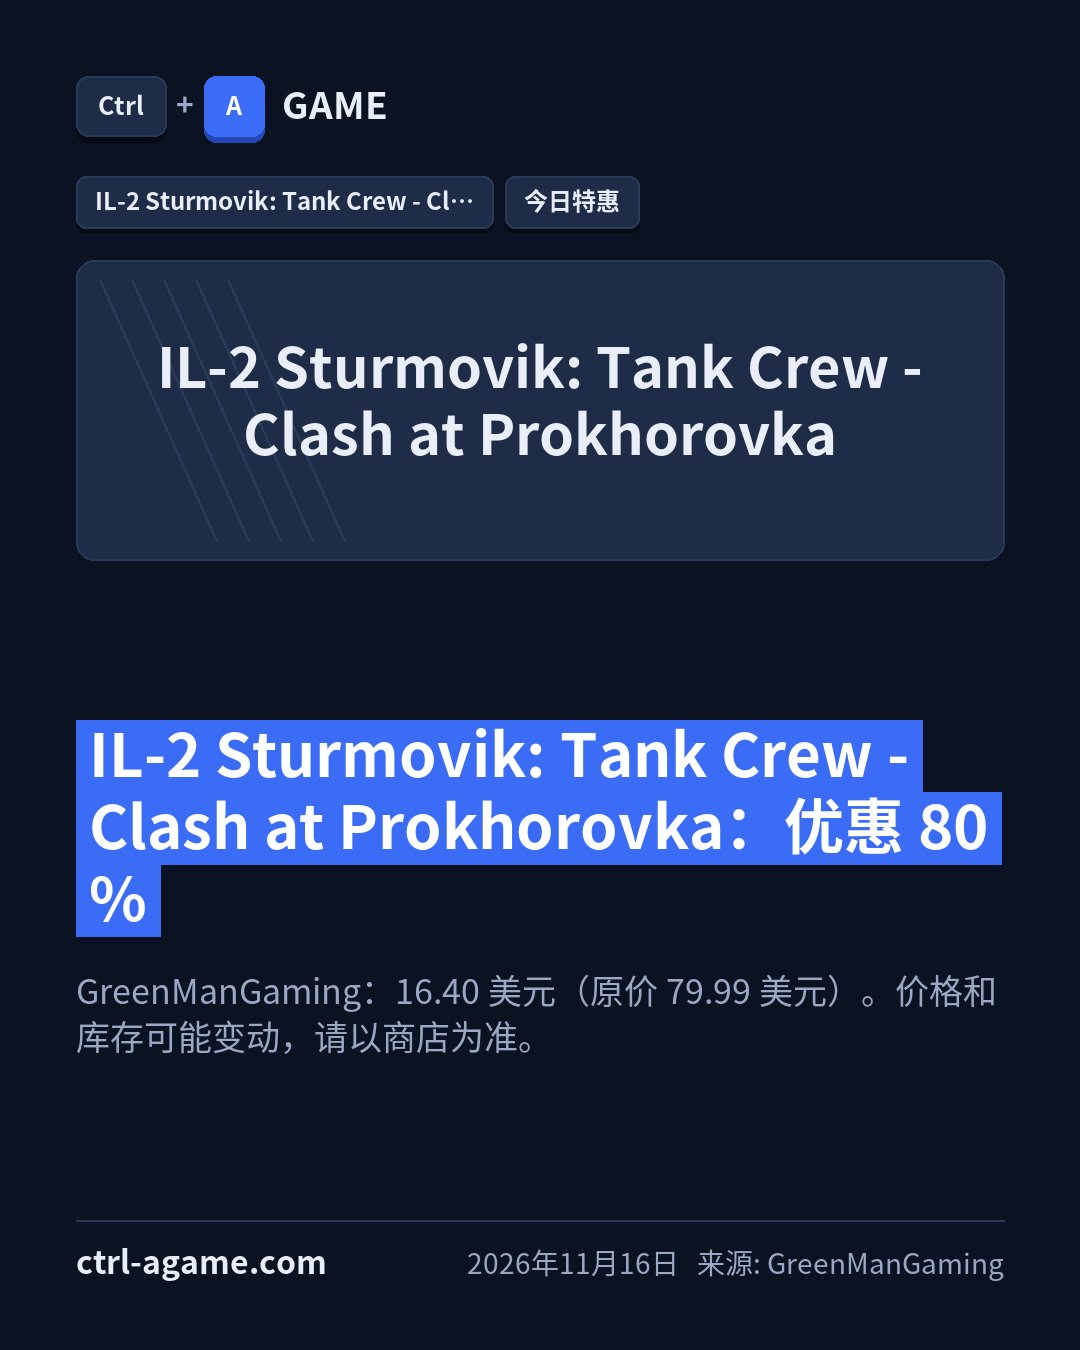 Ctrl + A GAME
IL-2 Sturmovik: Tank Crew - Cl… 今日特惠
IL-2 Sturmovik: Tank Crew -
Clash at Prokhorovka
IL-2 Sturmovik: Tank Crew -
Clash at Prokhorovka：优惠 80
%
GreenManGaming：16.40 美元（原价 79.99 美元）。价格和
库存可能变动，请以商店为准。
ctrl-agame.com 2026年11月16日 来源: GreenManGaming